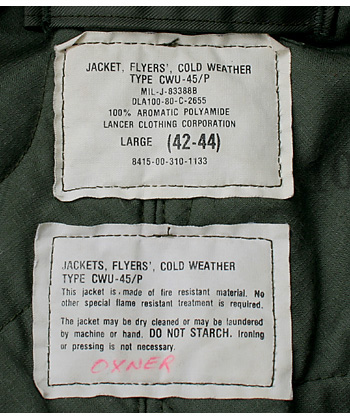 JACKET, FLYERS', COLD WEATHER
TYPE CWU-45/P
MIL-J-83388B
DLA100-80-C-2655
100% AROMATIC POLYAMIDE
LANCER CLOTHING CORPORATION
LARGE (42-44)
8415-00-310-1133
JACKETS, FLYERS', COLD WEATHER
TYPE CWU-45/P
This jacket is made of fire resistant material. No
other special flame resistant treatment is required.
The jacket may be dry cleaned or may be laundered
by machine or hand. DO NOT STARCH. Ironing
or pressing is not necessary.
OXNER